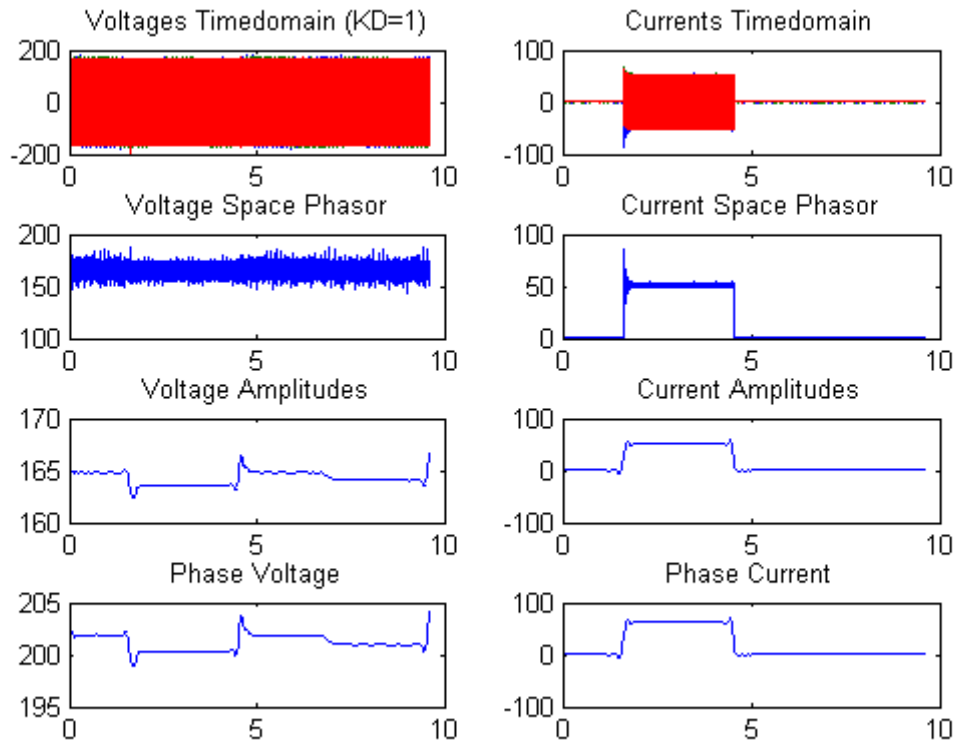 Voltages Timedomain (KD=1)
200
0
-200
0 5 10
Currents Timedomain
100
0
-100
0 5 10
Voltage Space Phasor
200
150
100
0 5 10
Current Space Phasor
100
50
0
0 5 10
Voltage Amplitudes
170
165
160
0 5 10
Current Amplitudes
100
0
-100
0 5 10
Phase Voltage
205
200
195
0 5 10
Phase Current
100
0
-100
0 5 10